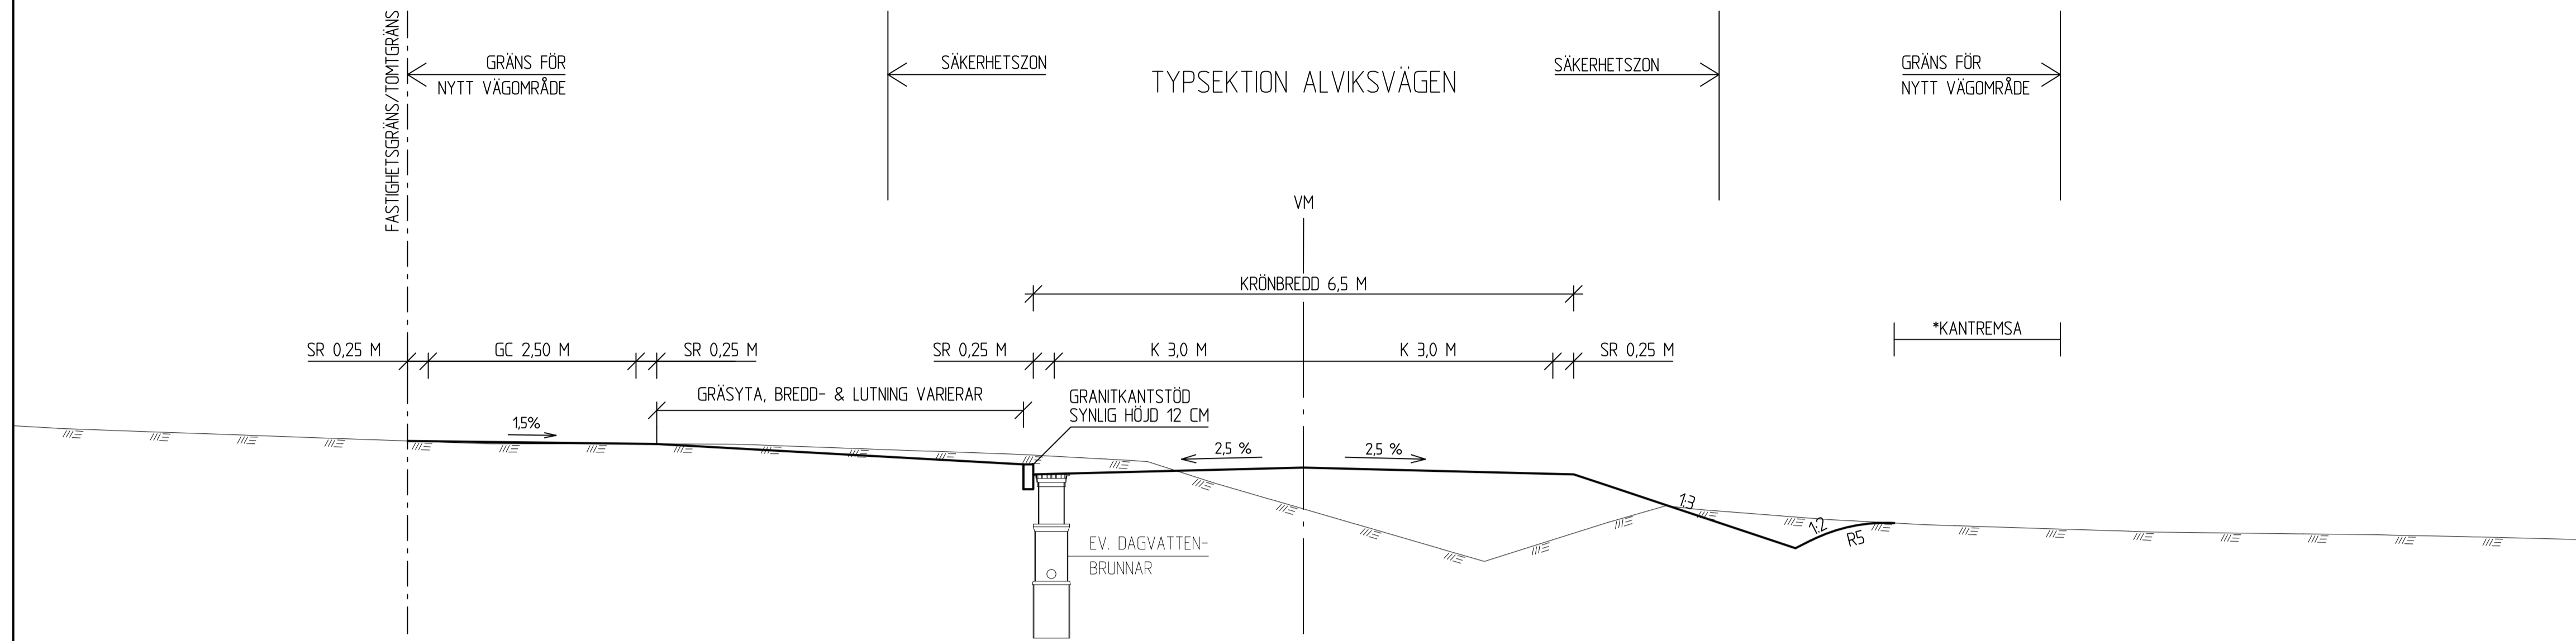 FASTIGHETSGRÄNS/TOMTGRÄNS
GRÄNS FÖR
NYTT VÄGOMRÅDE
SÄKERHETSZON
TYPSEKTION ALVIKSVÄGEN
SÄKERHETSZON
GRÄNS FÖR
NYTT VÄGOMRÅDE
VM
KRÖNBREDD 6,5 M
*KANTREMSA
SR 0,25 M
GC 2,50 M
SR 0,25 M
SR 0,25 M
K 3,0 M
K 3,0 M
SR 0,25 M
GRÄSYTA, BREDD- & LUTNING VARIERAR
GRANITKANTSTÖD
SYNLIG HÖJD 12 CM
1,5%
2,5 %
2,5 %
1:3
1:2
R5
EV. DAGVATTEN-
BRUNNAR